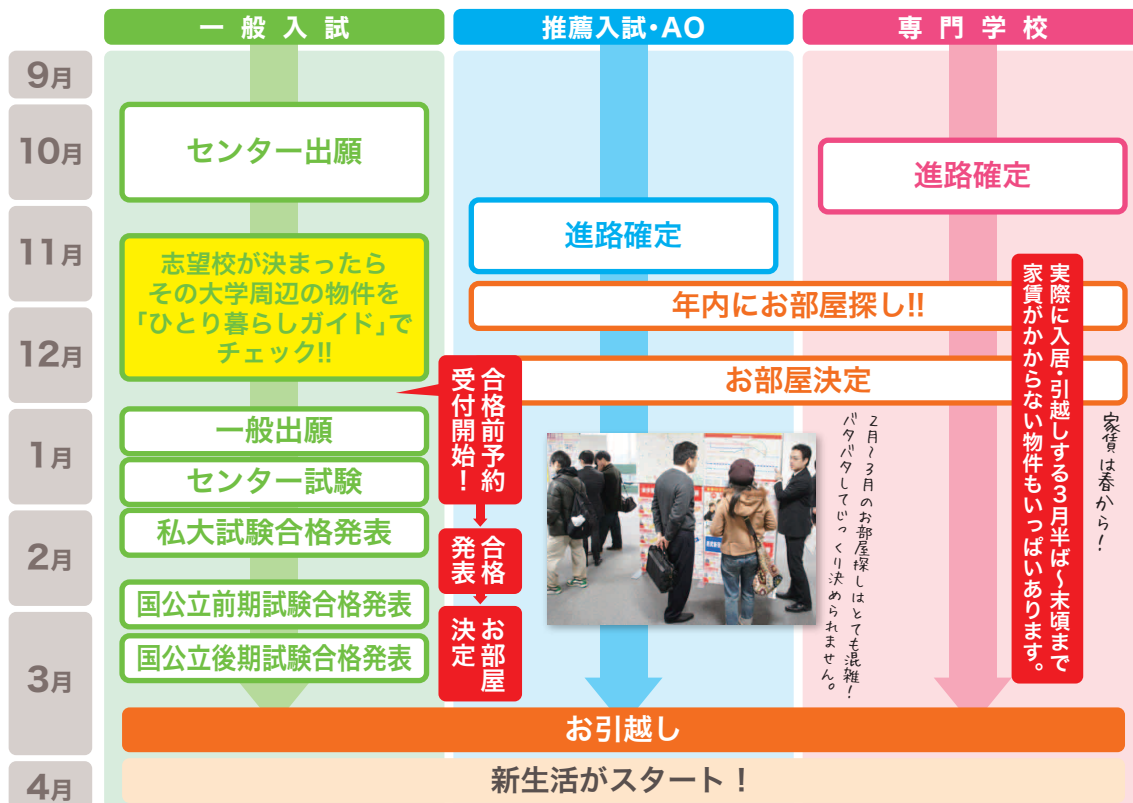 一般入試
推薦入試・AO
専門学校
9月
10月
11月
12月
1月
2月
3月
4月
センター出願
志望校が決まったら
その大学周辺の物件を
「ひとり暮らしガイド」で
チェック!!
一般出願
センター試験
私大試験合格発表
国公立前期試験合格発表
国公立後期試験合格発表
進路確定
進路確定
年内にお部屋探し!!
お部屋決定
合格前予約
受付開始！
合格
発表
お部屋
決定
2月～3月のお部屋探しはとても混雑！
バタバタしてじっくり決められません。
実際に入居・引越しする3月半ば～末頃まで
家賃がかからない物件もいっぱいあります。
家賃は春から！
お引越し
新生活がスタート！